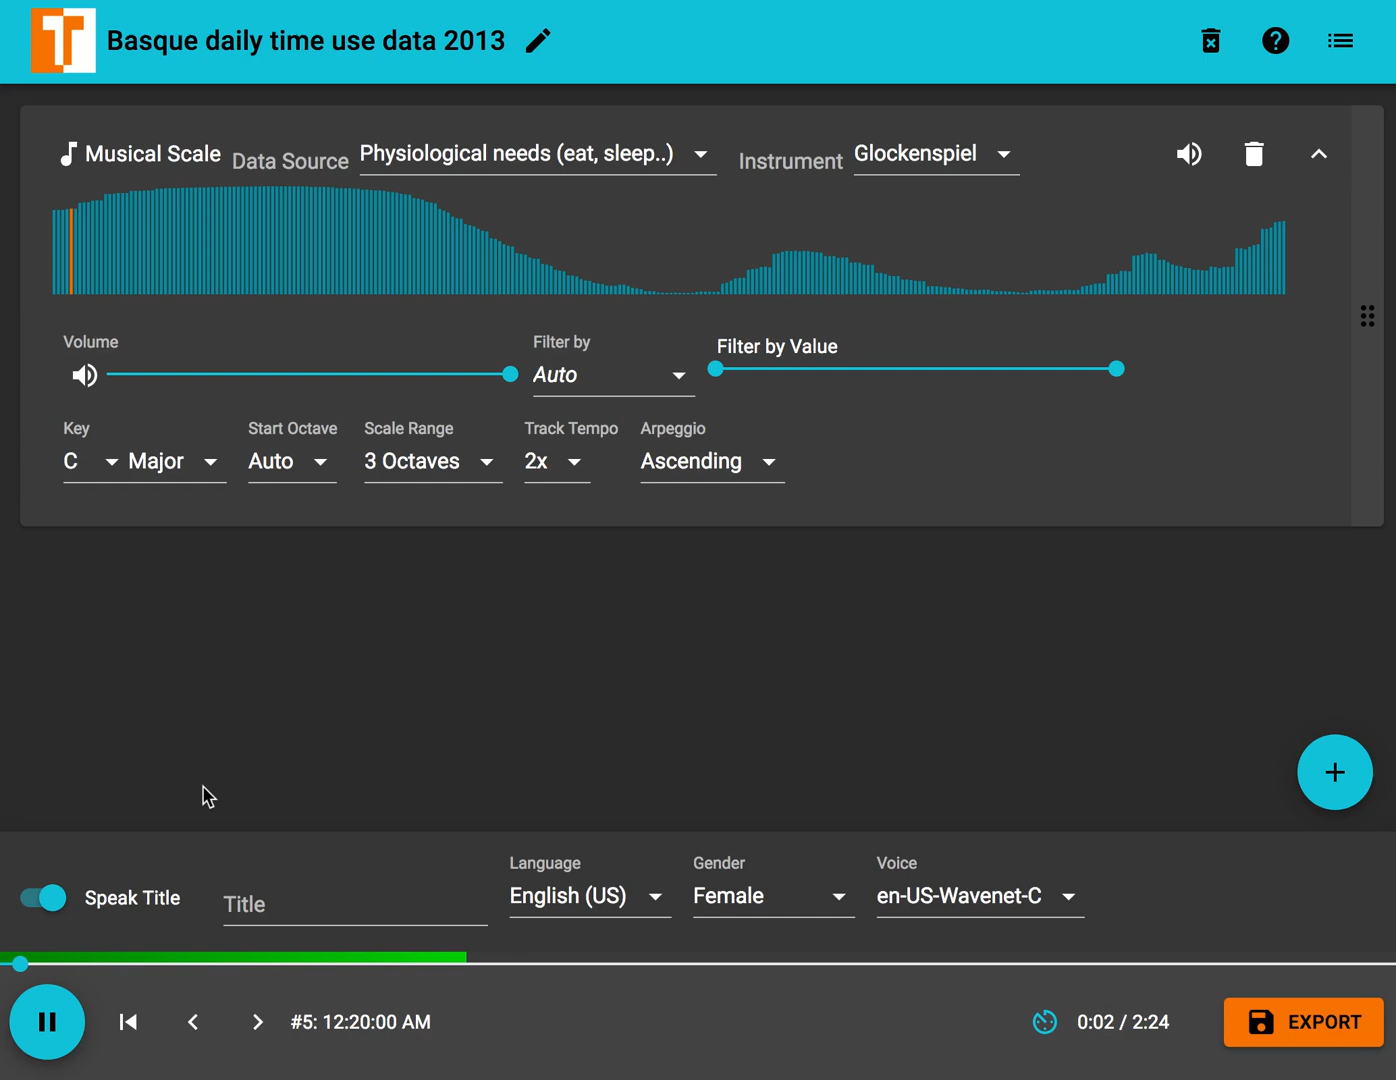 T Basque daily time use data 2013
Musical Scale Data Source Physiological needs (eat, sleep..) Instrument Glockenspiel
Volume Filter by Filter by Value
Auto
Key Start Octave Scale Range Track Tempo Arpeggio
C Major Auto 3 Octaves 2x Ascending
+
Language Gender Voice
Speak Title Title English (US) Female en-US-Wavenet-C
#5: 12:20:00 AM 0:02 / 2:24 EXPORT